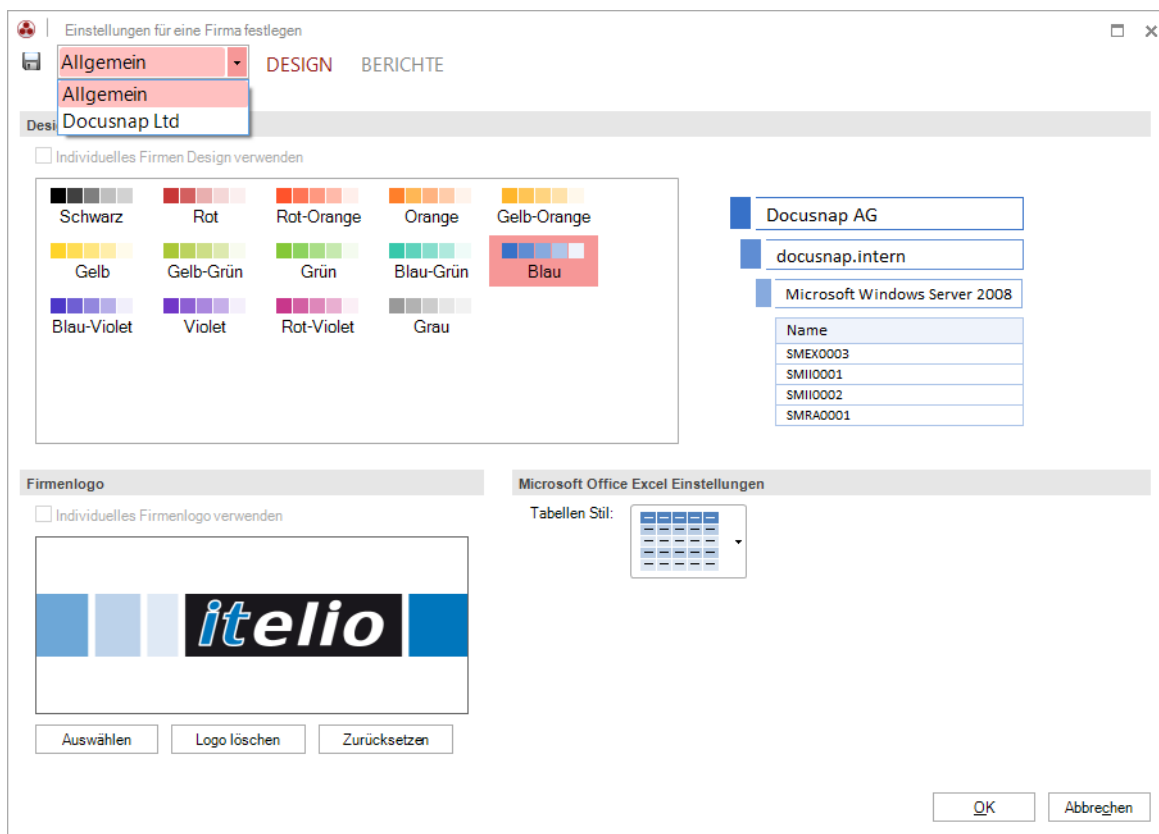 Einstellungen für eine Firma festlegen
Allgemein DESIGN BERICHTE
Allgemein
Docusnap Ltd
Desi
Individuelles Firmen Design verwenden
Schwarz Rot Rot-Orange Orange Gelb-Orange
Gelb Gelb-Grün Grün Blau-Grün Blau
Blau-Violet Violet Rot-Violet Grau
Docusnap AG
docusnap.intern
Microsoft Windows Server 2008
Name
SMEX0003
SMII0001
SMII0002
SMRA0001
Firmenlogo
Individuelles Firmenlogo verwenden
itelio
Auswählen Logo löschen Zurücksetzen
Microsoft Office Excel Einstellungen
Tabellen Stil:
OK Abbrechen